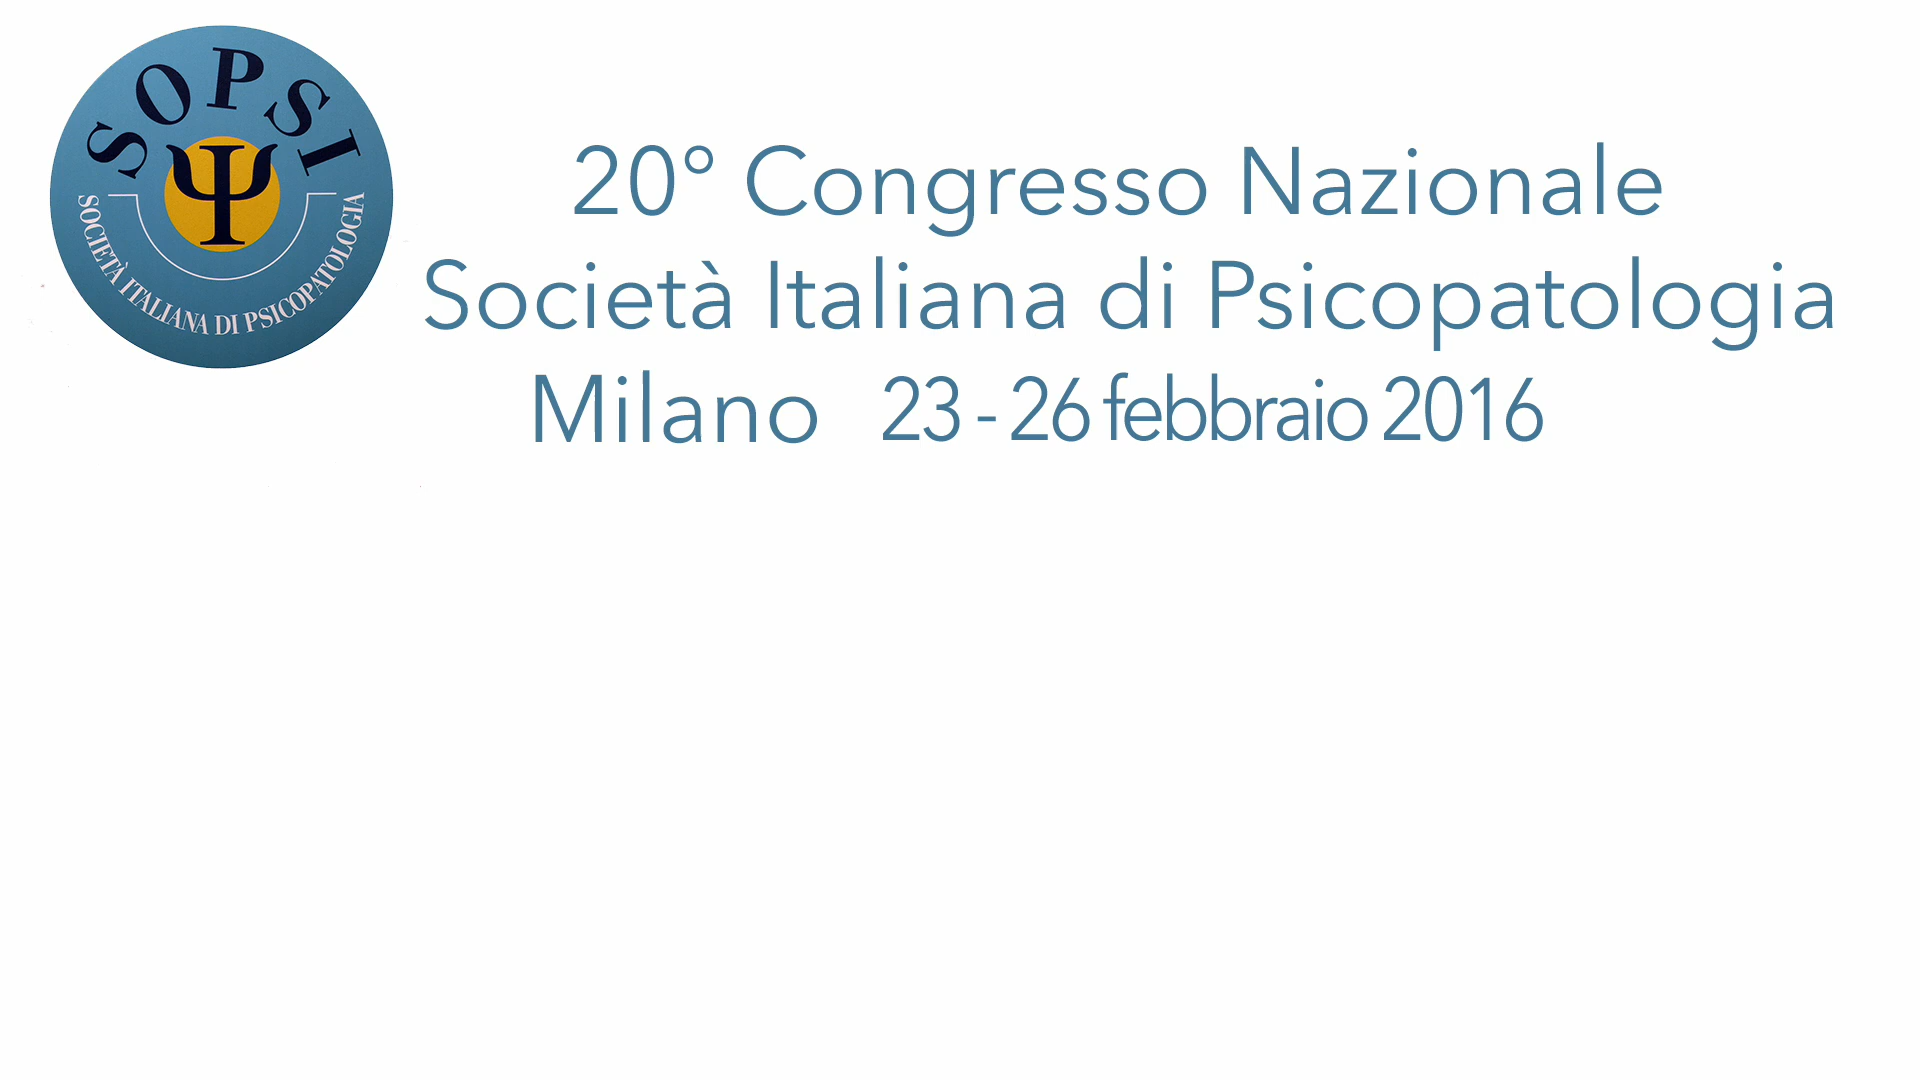 SOPSI
Ψ
SOCIETÀ ITALIANA DI PSICOPATOLOGIA
20° Congresso Nazionale
Società Italiana di Psicopatologia
Milano 23 - 26 febbraio 2016